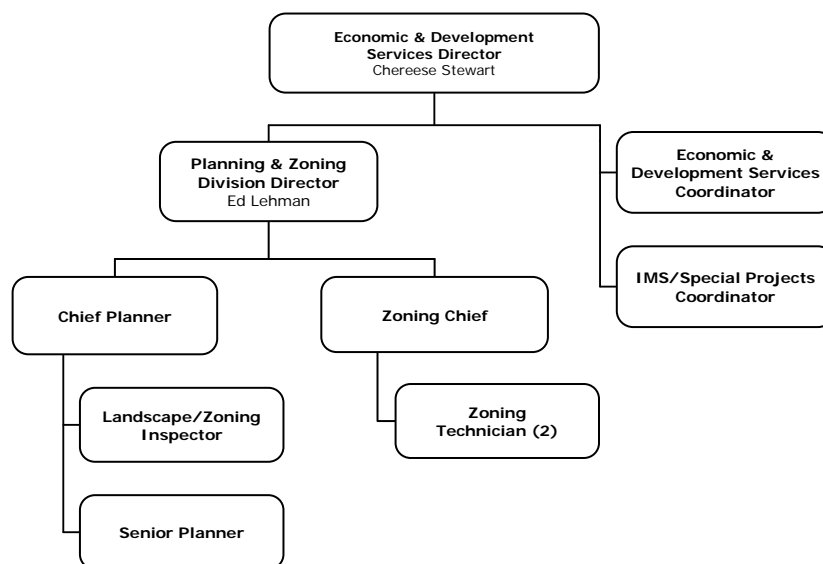 Economic & Development
Services Director
Chereese Stewart
Planning & Zoning
Division Director
Ed Lehman
Economic &
Development Services
Coordinator
IMS/Special Projects
Coordinator
Chief Planner
Zoning Chief
Landscape/Zoning
Inspector
Zoning
Technician (2)
Senior Planner